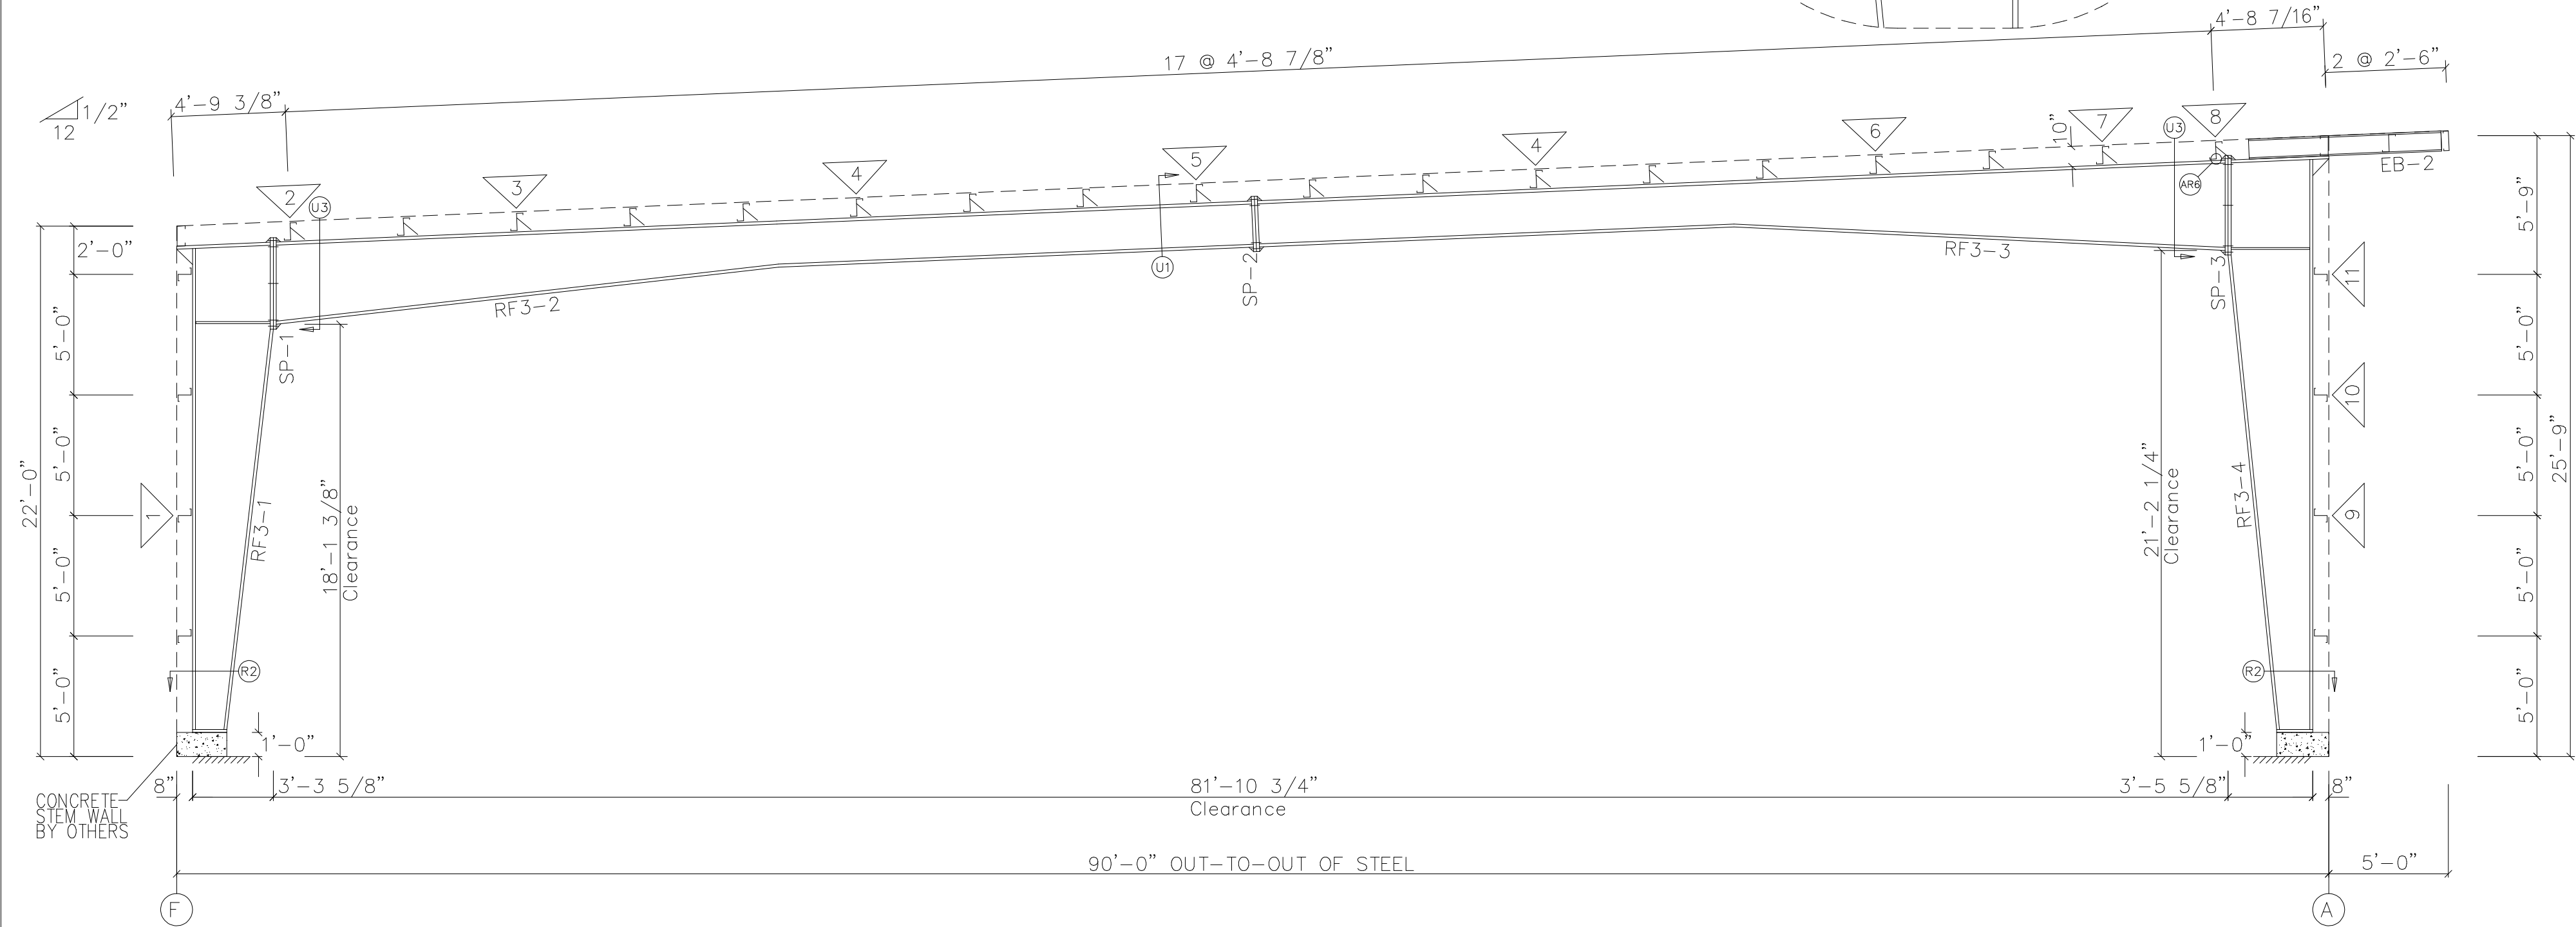 4'-8 7/16"
17 @ 4'-8 7/8"
2 @ 2'-6"
4'-9 3/8"
1/2"
12
8
7
U3
10"
6
4
5
4
3
2
U3
AR6
EB-2
2'-0"
5'-9"
U1
SP-2
RF3-3
SP-3
11
RF3-2
SP-1
5'-0"
5'-0"
10
5'-0"
5'-0"
25'-9"
22'-0"
1
RF3-1
18'-1 3/8"
Clearance
21'-2 1/4"
Clearance
RF3-4
9
5'-0"
5'-0"
R2
R2
5'-0"
5'-0"
1'-0"
1'-0"
8"
3'-3 5/8"
81'-10 3/4"
Clearance
3'-5 5/8"
8"
CONCRETE
STEM WALL
BY OTHERS
90'-0" OUT-TO-OUT OF STEEL
5'-0"
F
A